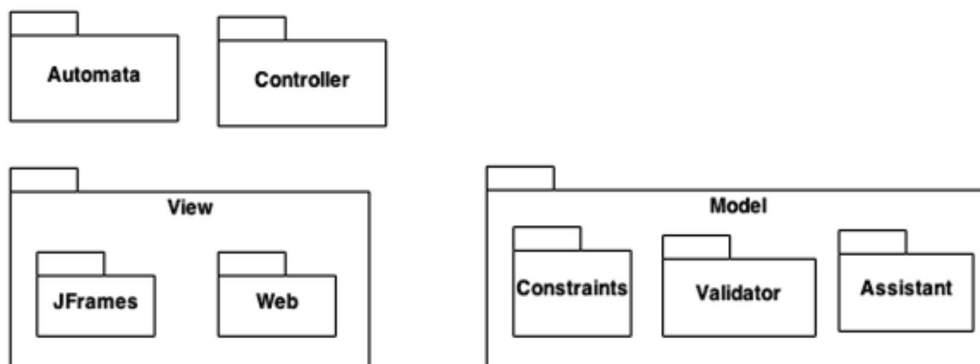 Automata
Controller
View
Model
JFrames
Web
Constraints
Validator
Assistant